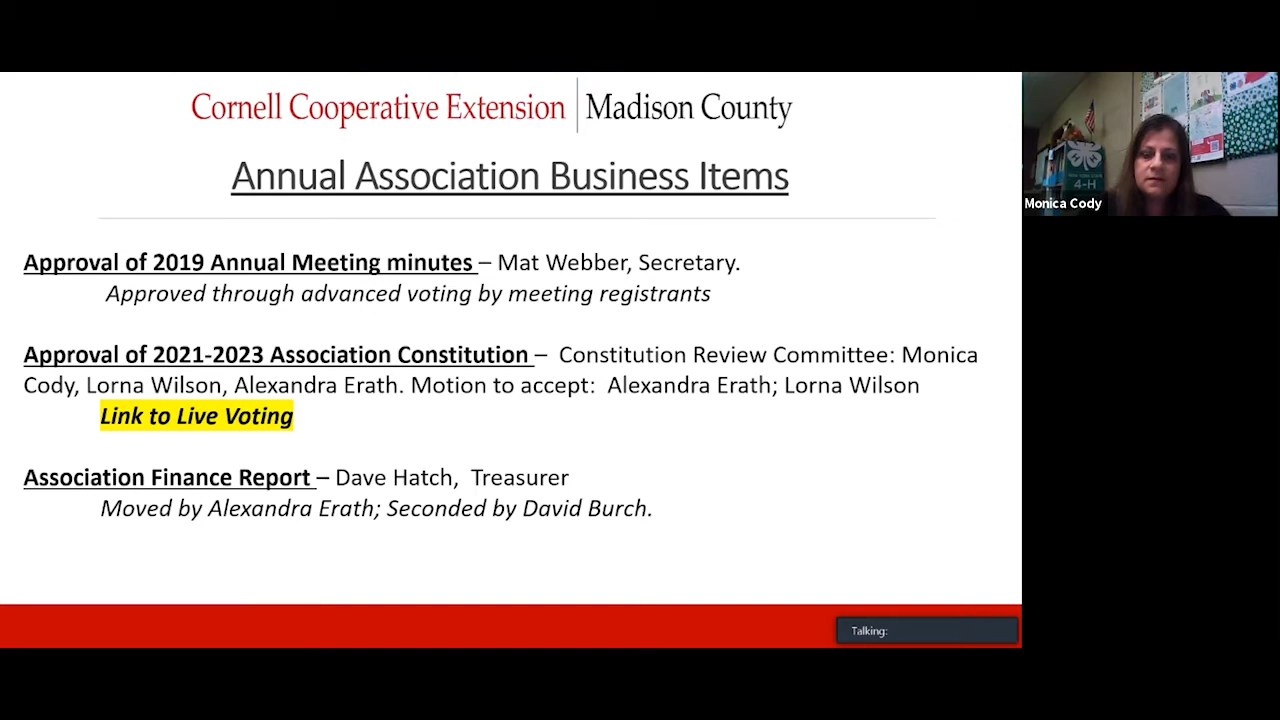 Cornell Cooperative Extension | Madison County
Annual Association Business Items
Approval of 2019 Annual Meeting minutes – Mat Webber, Secretary.
Approved through advanced voting by meeting registrants
Approval of 2021-2023 Association Constitution – Constitution Review Committee: Monica
Cody, Lorna Wilson, Alexandra Erath. Motion to accept: Alexandra Erath; Lorna Wilson
Link to Live Voting
Association Finance Report – Dave Hatch, Treasurer
Moved by Alexandra Erath; Seconded by David Burch.
4-H
Monica Cody
Talking: